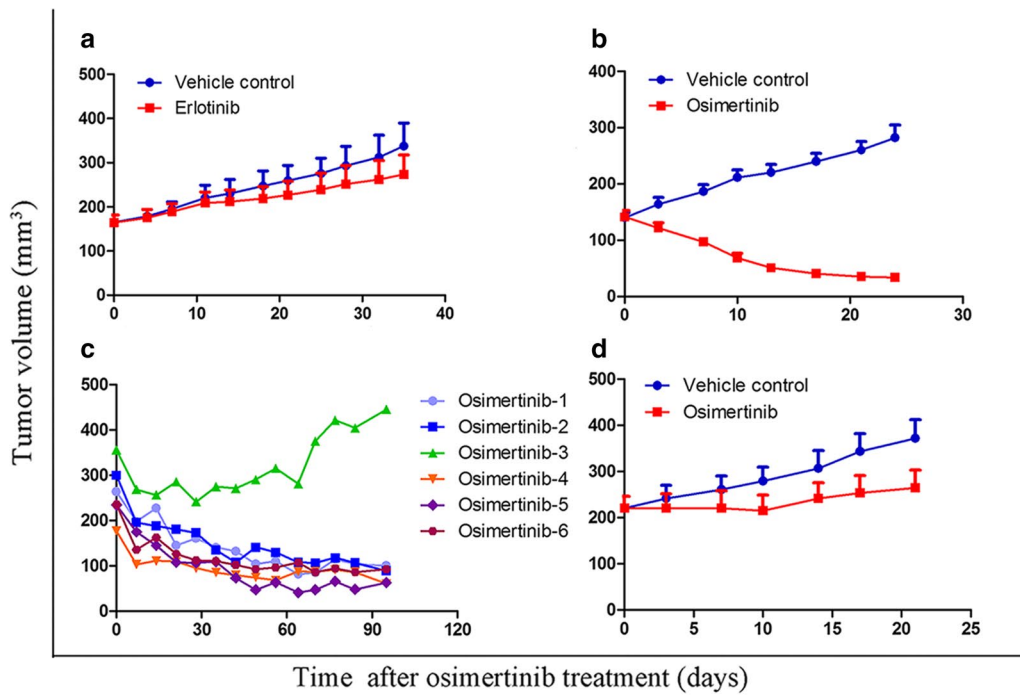 a
500
400
300
200
100
0
Vehicle control
Erlotinib
0
10
20
30
40
b
400
300
200
100
0
Vehicle control
Osimertinib
0
10
20
30
c
500
400
300
200
100
0
Osimertinib-1
Osimertinib-2
Osimertinib-3
Osimertinib-4
Osimertinib-5
Osimertinib-6
0
30
60
90
120
d
500
400
300
200
100
0
Vehicle control
Osimertinib
0
5
10
15
20
25
Tumor volume (mm³)
Time after osimertinib treatment (days)